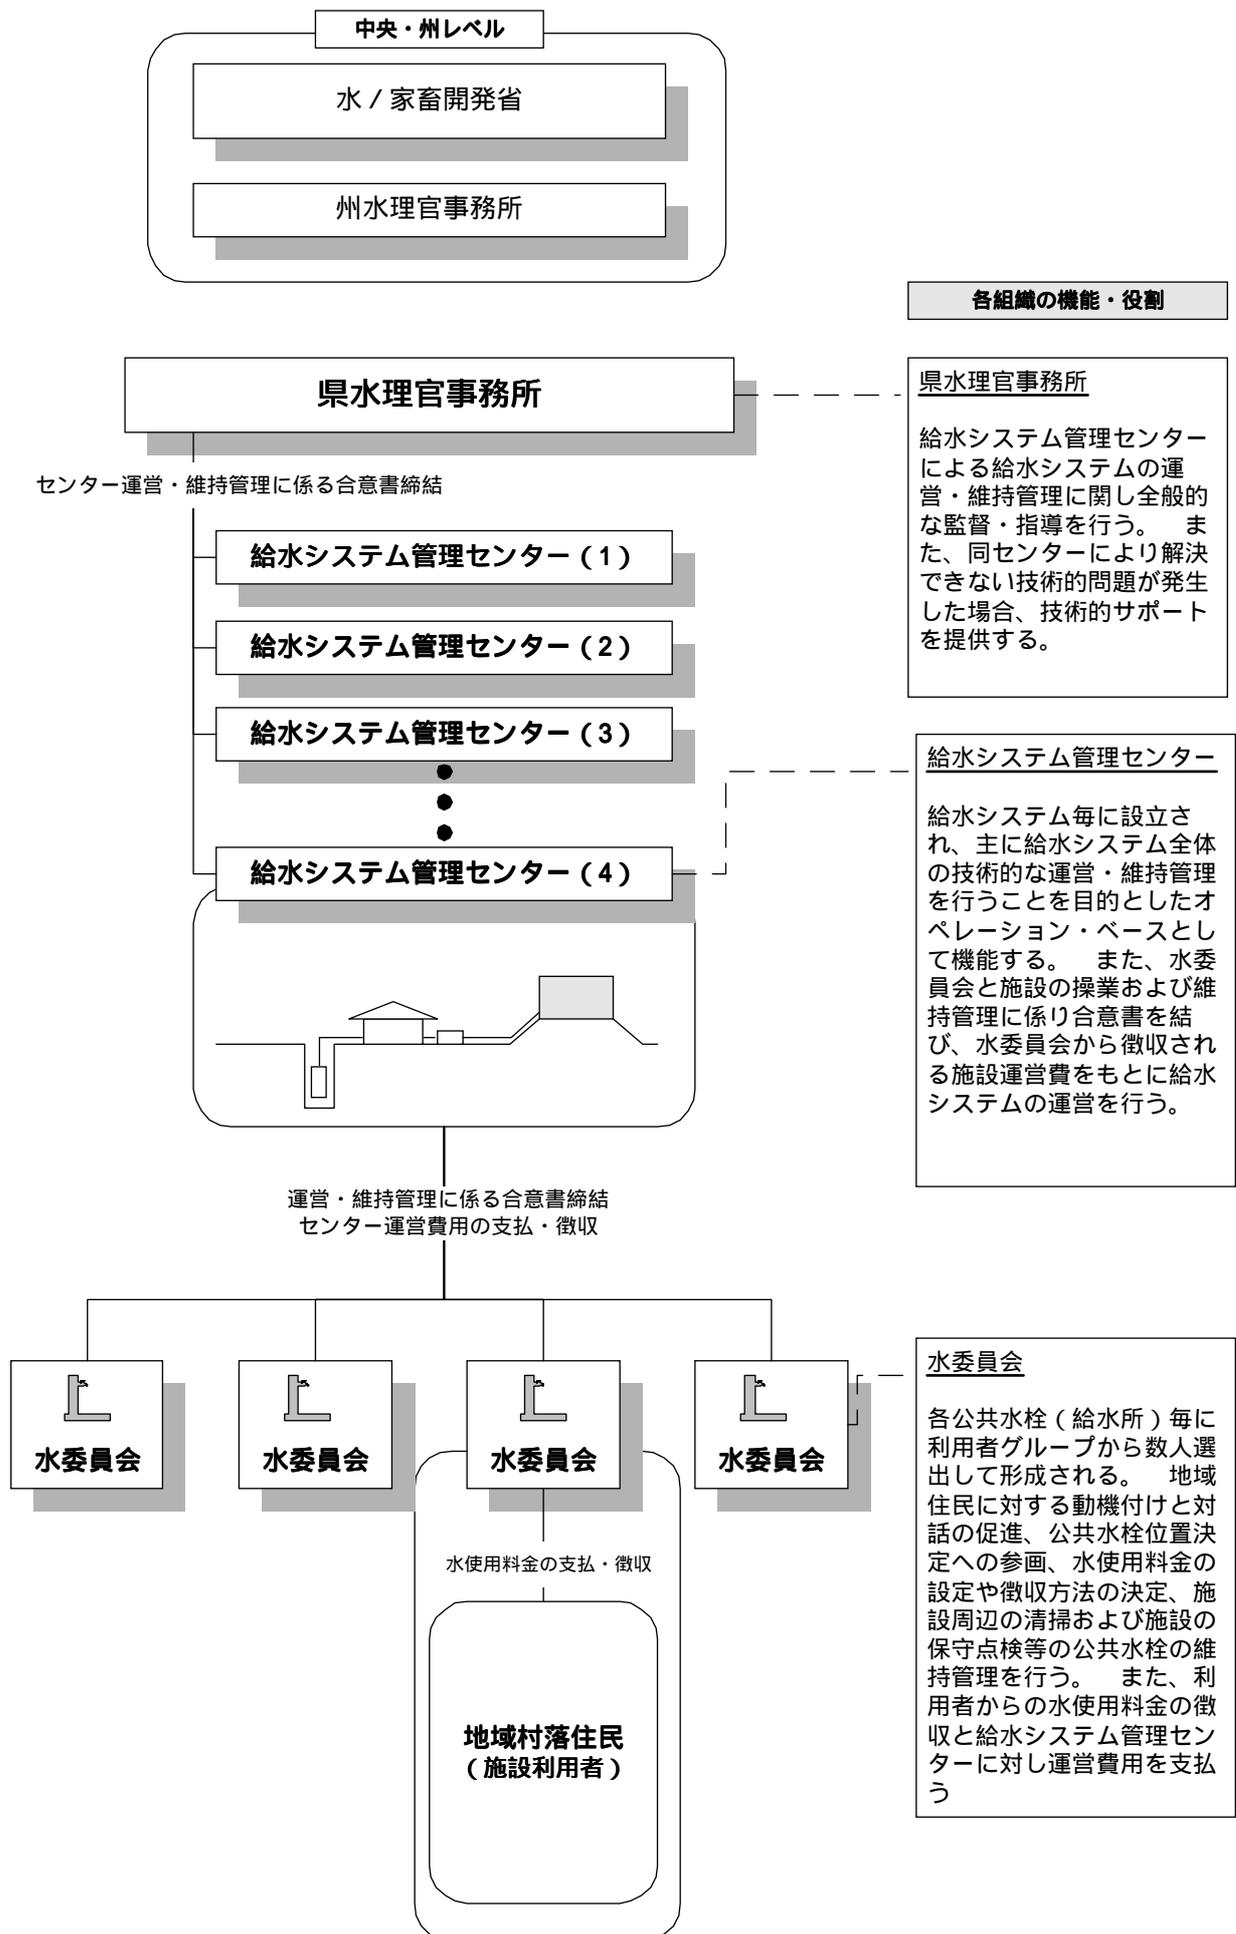 中央・州レベル
水 / 家畜開発省
州水理官事務所
各組織の機能・役割
県水理官事務所
県水理官事務所
給水システム管理センター
による給水システムの運
営・維持管理に関し全般的
な監督・指導を行う。　ま
た、同センターにより解決
できない技術的問題が発生
した場合、技術的サポート
を提供する。
センター運営・維持管理に係る合意書締結
給水システム管理センター（1）
給水システム管理センター（2）
給水システム管理センター（3）
給水システム管理センター（4）
給水システム管理センター
給水システム毎に設立さ
れ、主に給水システム全体
の技術的な運営・維持管理
を行うことを目的としたオ
ペレーション・ベースとし
て機能する。　また、水委
員会と施設の操業および維
持管理に係り合意書を結
び、水委員会から徴収され
る施設運営費をもとに給水
システムの運営を行う。
運営・維持管理に係る合意書締結
センター運営費用の支払・徴収
水委員会
水委員会
水委員会
水委員会
水委員会
各公共水栓（給水所）毎に
利用者グループから数人選
出して形成される。　地域
住民に対する動機付けと対
話の促進、公共水栓位置決
定への参画、水使用料金の
設定や徴収方法の決定、施
設周辺の清掃および施設の
保守点検等の公共水栓の維
持管理を行う。　また、利
用者からの水使用料金の徴
収と給水システム管理セン
ターに対し運営費用を支払
う
水使用料金の支払・徴収
地域村落住民
（施設利用者）